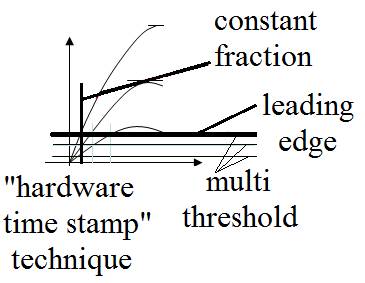 constant
fraction
leading
edge
multi
threshold
"hardware
time stamp"
technique